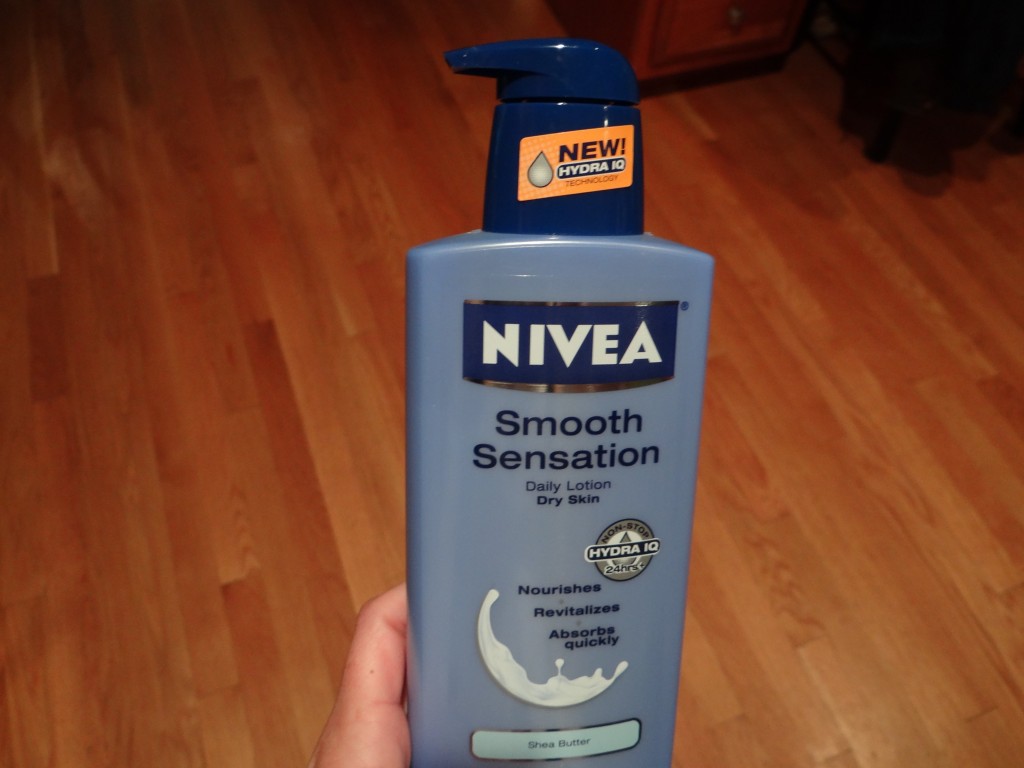 NEW!
HYDRA IQ
TECHNOLOGY
NIVEA®
Smooth
Sensation
Daily Lotion
Dry Skin
NON-STOP
HYDRA IQ
24hrs+
Nourishes
Revitalizes
Absorbs
quickly
Shea Butter